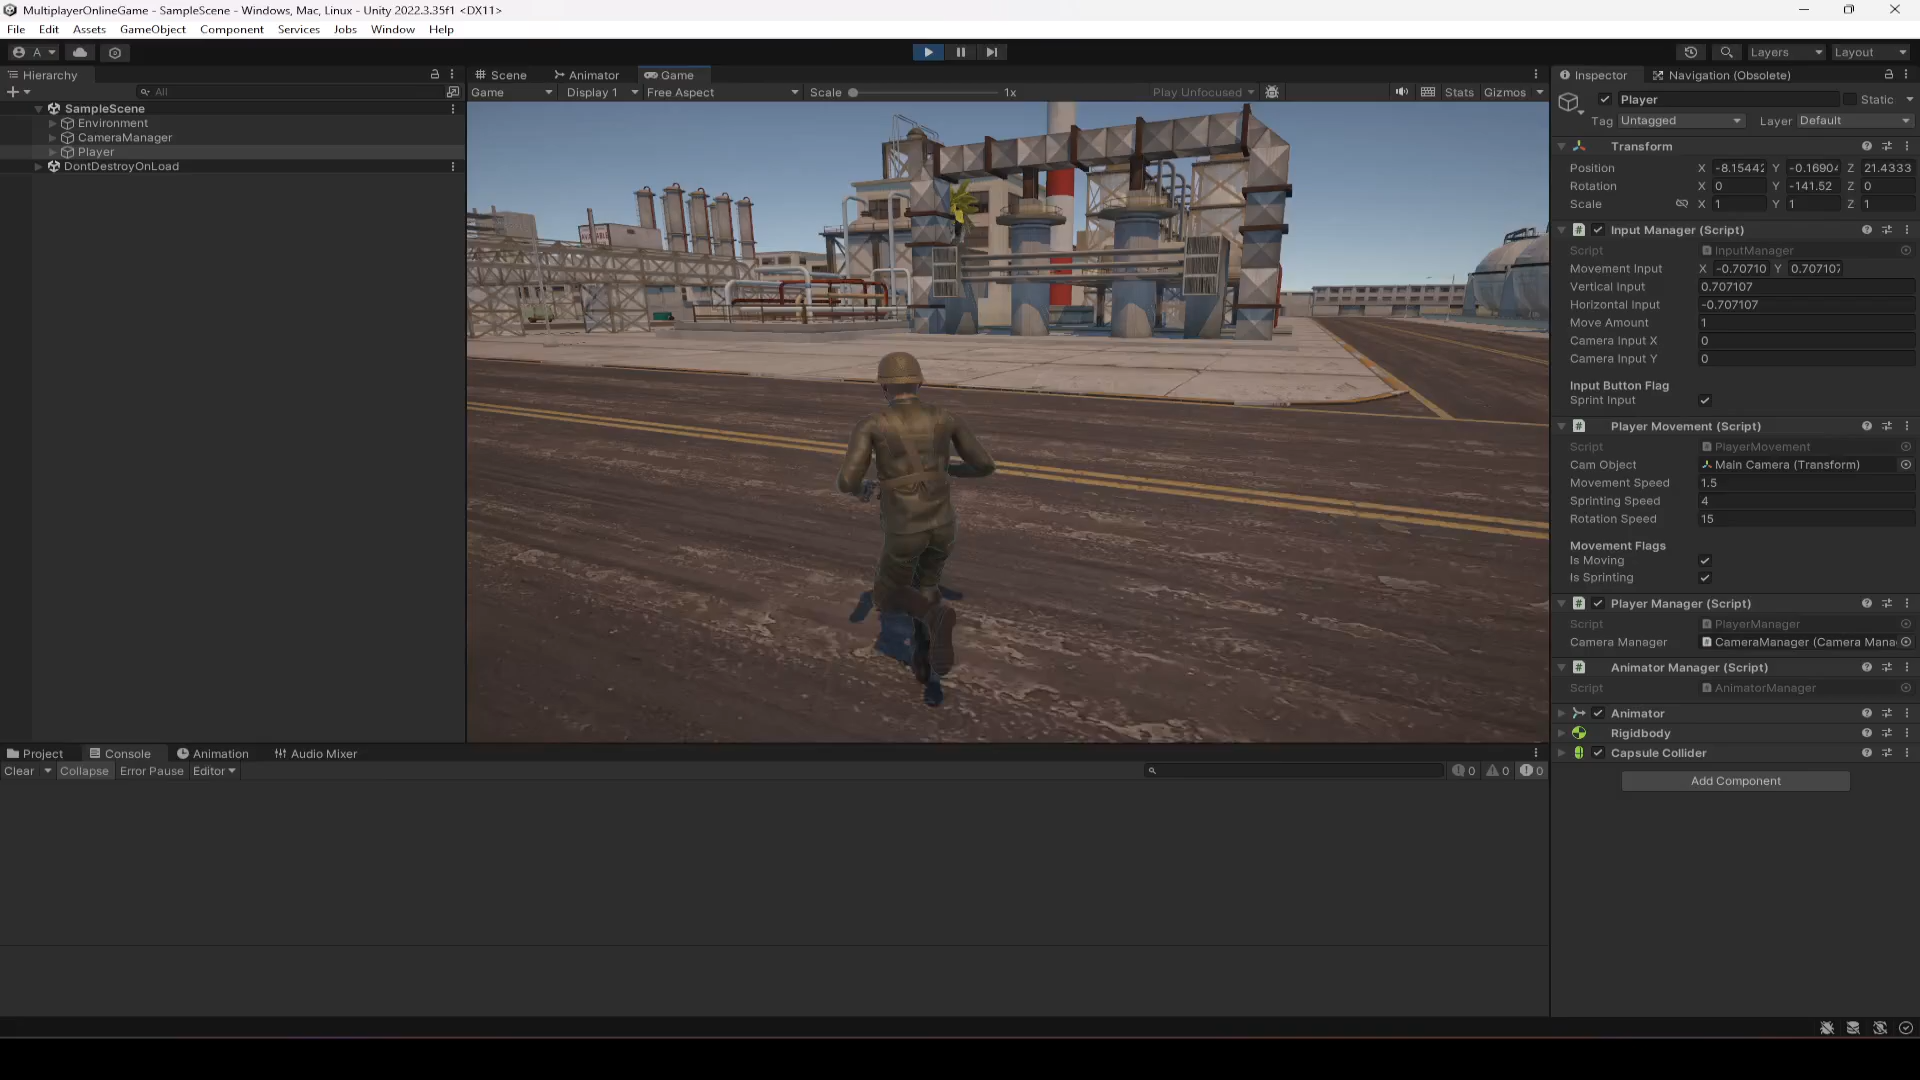 MultiplayerOnlineGame - SampleScene - Windows, Mac, Linux - Unity 2022.3.35f1 <DX11>
File Edit Assets GameObject Component Services Jobs Window Help
A Layers Layout
Hierarchy Scene Animator Game Inspector Navigation (Obsolete)
All Game Display 1 Free Aspect Scale 1x Play Unfocused Stats Gizmos
Player Static
SampleScene
Environment
CameraManager
Player
DontDestroyOnLoad
Tag Untagged Layer Default
Transform
Position X -8.15442 Y -0.16904 Z 21.4333
Rotation X 0 Y -141.52 Z 0
Scale X 1 Y 1 Z 1
Input Manager (Script)
Script InputManager
Movement Input X -0.70710 Y 0.707107
Vertical Input 0.707107
Horizontal Input -0.707107
Move Amount 1
Camera Input X 0
Camera Input Y 0
Input Button Flag
Sprint Input
Player Movement (Script)
Script PlayerMovement
Cam Object Main Camera (Transform)
Movement Speed 1.5
Sprinting Speed 4
Rotation Speed 15
Movement Flags
Is Moving
Is Sprinting
Player Manager (Script)
Script PlayerManager
Camera Manager CameraManager (Camera Mana
Animator Manager (Script)
Script AnimatorManager
Animator
Rigidbody
Capsule Collider
Add Component
Project Console Animation Audio Mixer
Clear Collapse Error Pause Editor 0 0 0